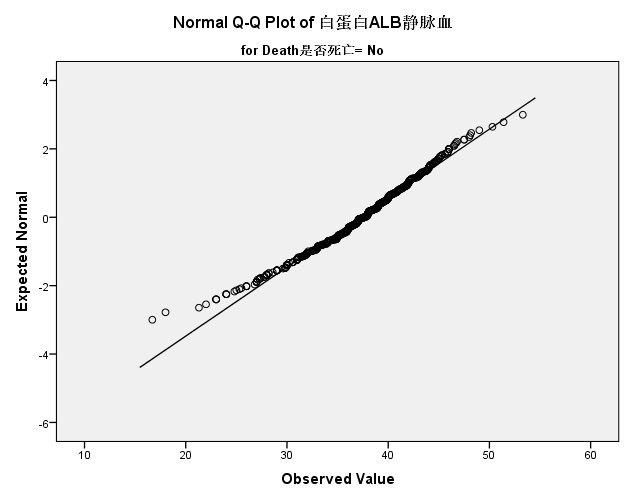 Normal Q-Q Plot of 白蛋白ALB静脉血
for Death是否死亡= No
Expected Normal
4
2
0
-2
-4
-6
10 20 30 40 50 60
Observed Value